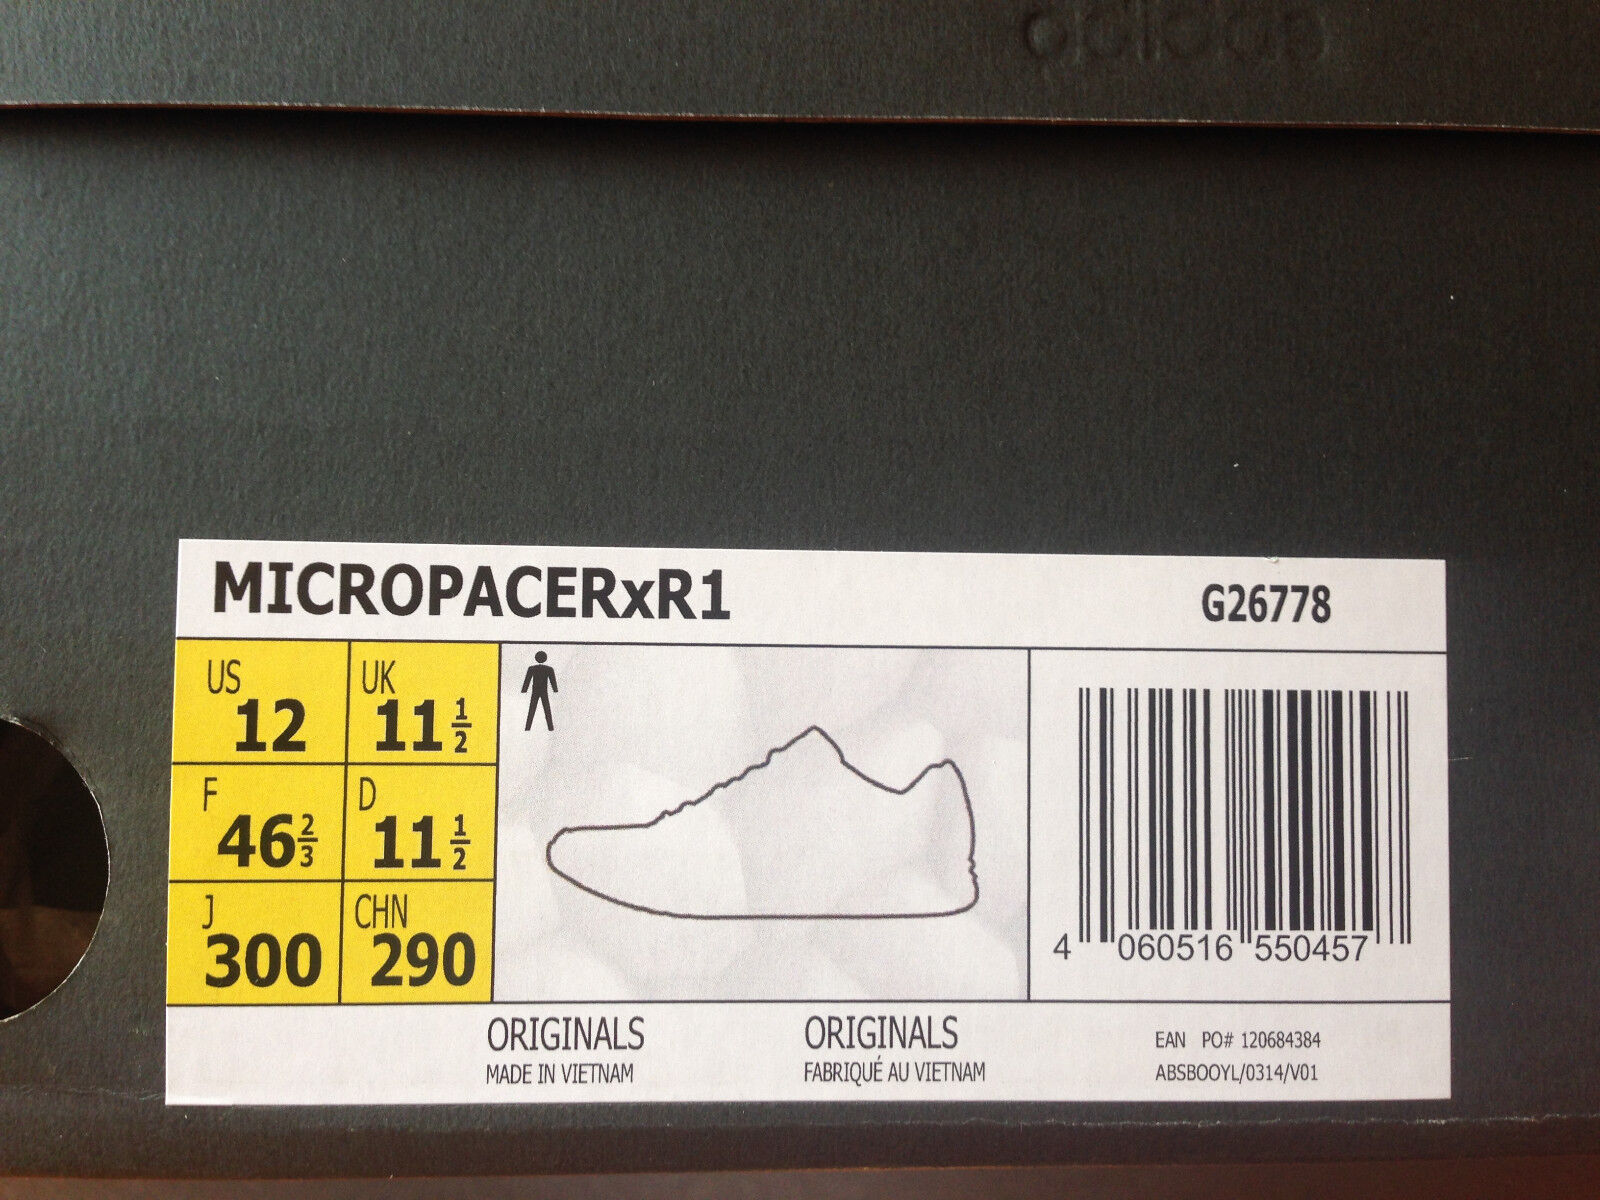 adidas
MICROPACERxR1 G26778
US 12 UK 11 1/2
F 46 2/3 D 11 1/2
J 300 CHN 290
4 060516 550457
ORIGINALS ORIGINALS EAN PO# 120684384
MADE IN VIETNAM FABRIQUÉ AU VIETNAM ABSBOOYL/0314/V01